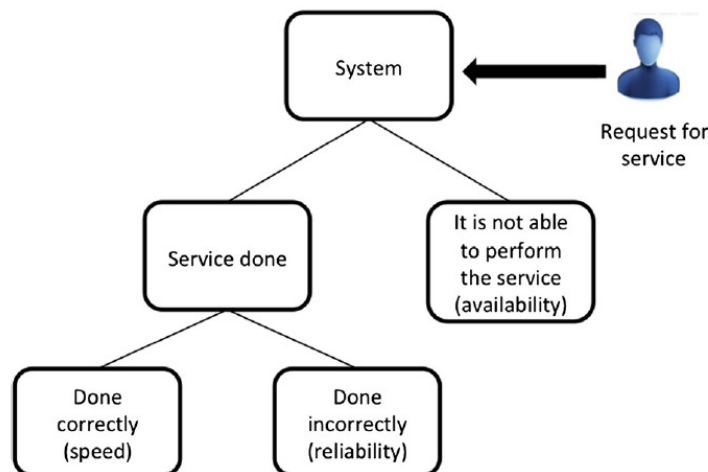 System
Request for
service
Service done
It is not able
to perform
the service
(availability)
Done
correctly
(speed)
Done
incorrectly
(reliability)